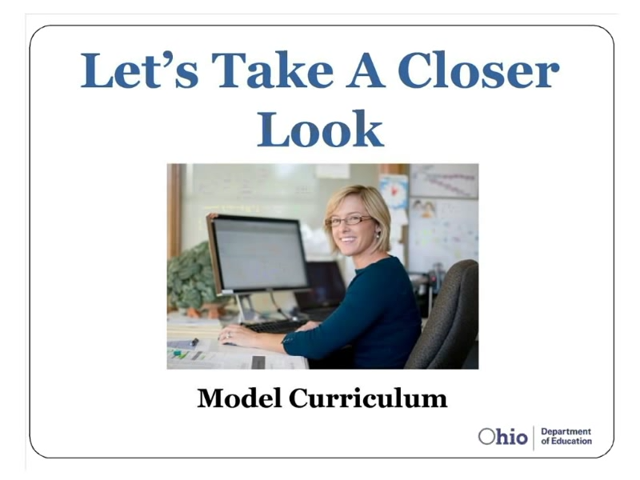 Let's Take A Closer
Look
Model Curriculum
Ohio
Department
of Education